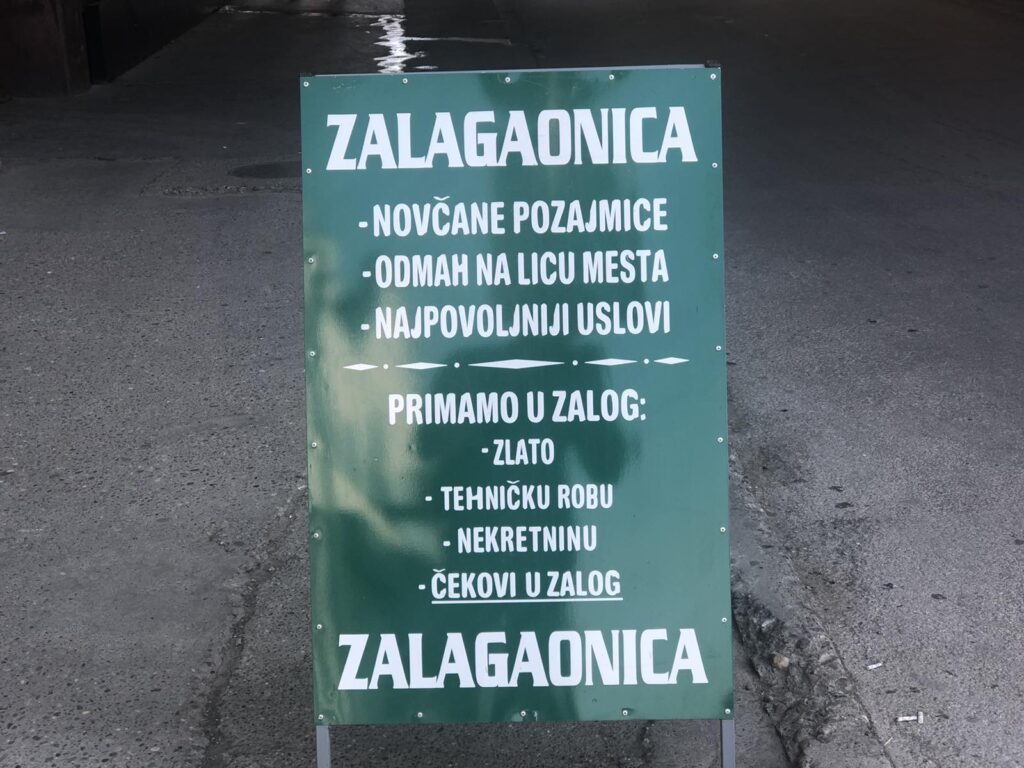 ZALAGAONICA
-NOVČANE POZAJMICE
-ODMAH NA LICU MESTA
-NAJPOVOLJNIJI USLOVI
PRIMAMO U ZALOG:
-ZLATO
- TEHNIČKU ROBU
- NEKRETNINU
-ČEKOVI U ZALOG
ZALAGAONICA